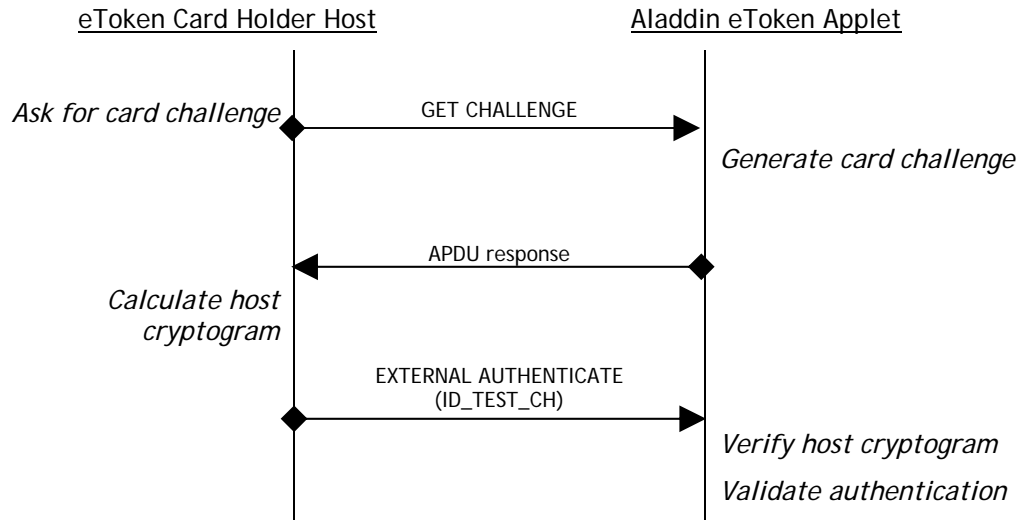 eToken Card Holder Host
Aladdin eToken Applet
Ask for card challenge
GET CHALLENGE
Generate card challenge
APDU response
Calculate host
cryptogram
EXTERNAL AUTHENTICATE
(ID_TEST_CH)
Verify host cryptogram
Validate authentication